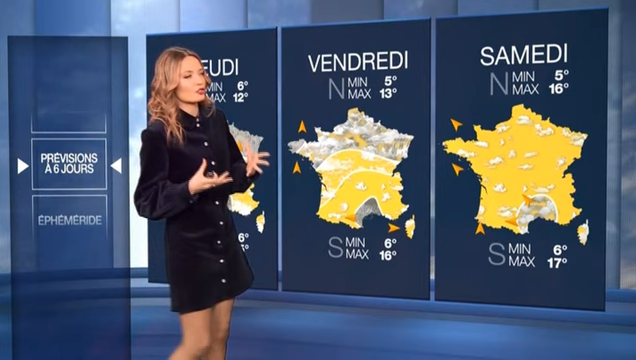 PRÉVISIONS
À 6 JOURS
ÉPHÉMÉRIDE
EUDI
MIN 6°
MAX 12°
6°
VENDREDI
N MIN 5°
MAX 13°
S MIN 6°
MAX 16°
SAMEDI
N MIN 5°
MAX 16°
S MIN 6°
MAX 17°